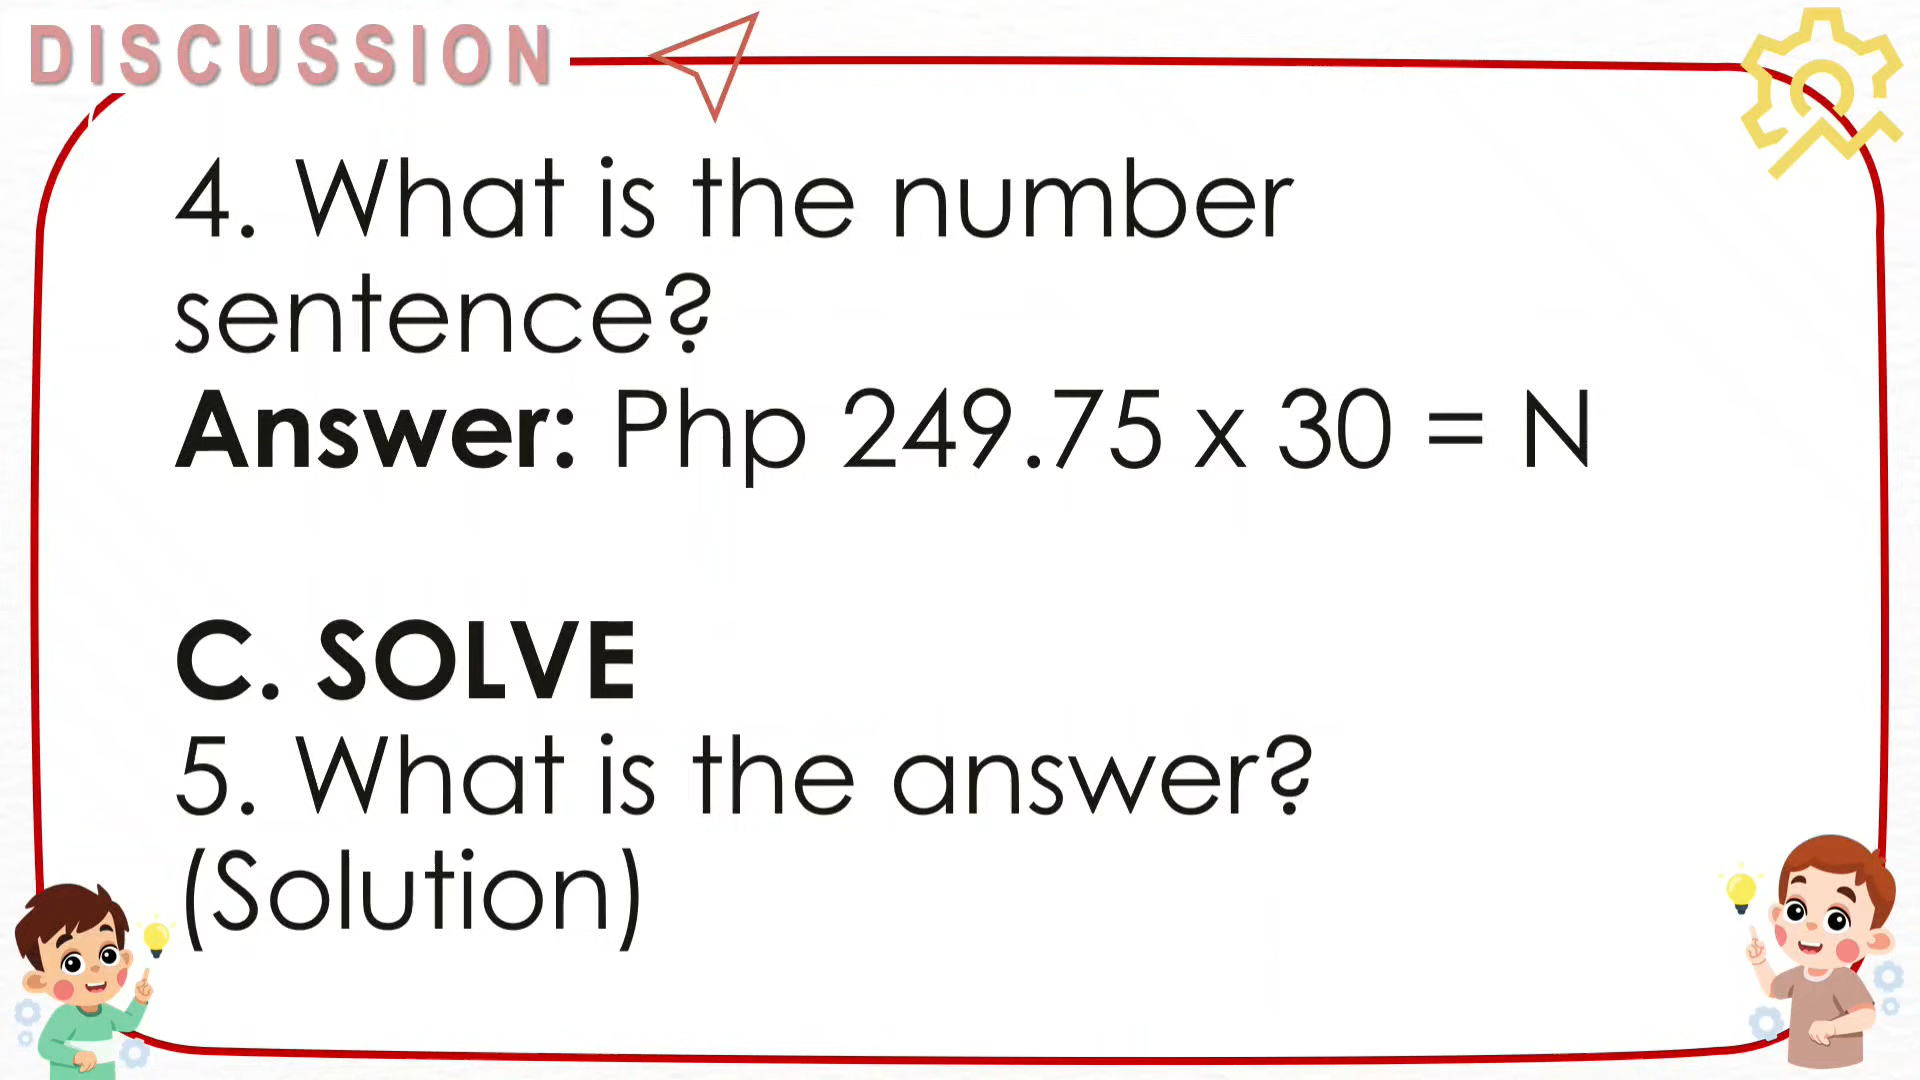 DISCUSSION
4. What is the number
sentence?
Answer: Php 249.75 x 30 = N
C. SOLVE
5. What is the answer?
(Solution)